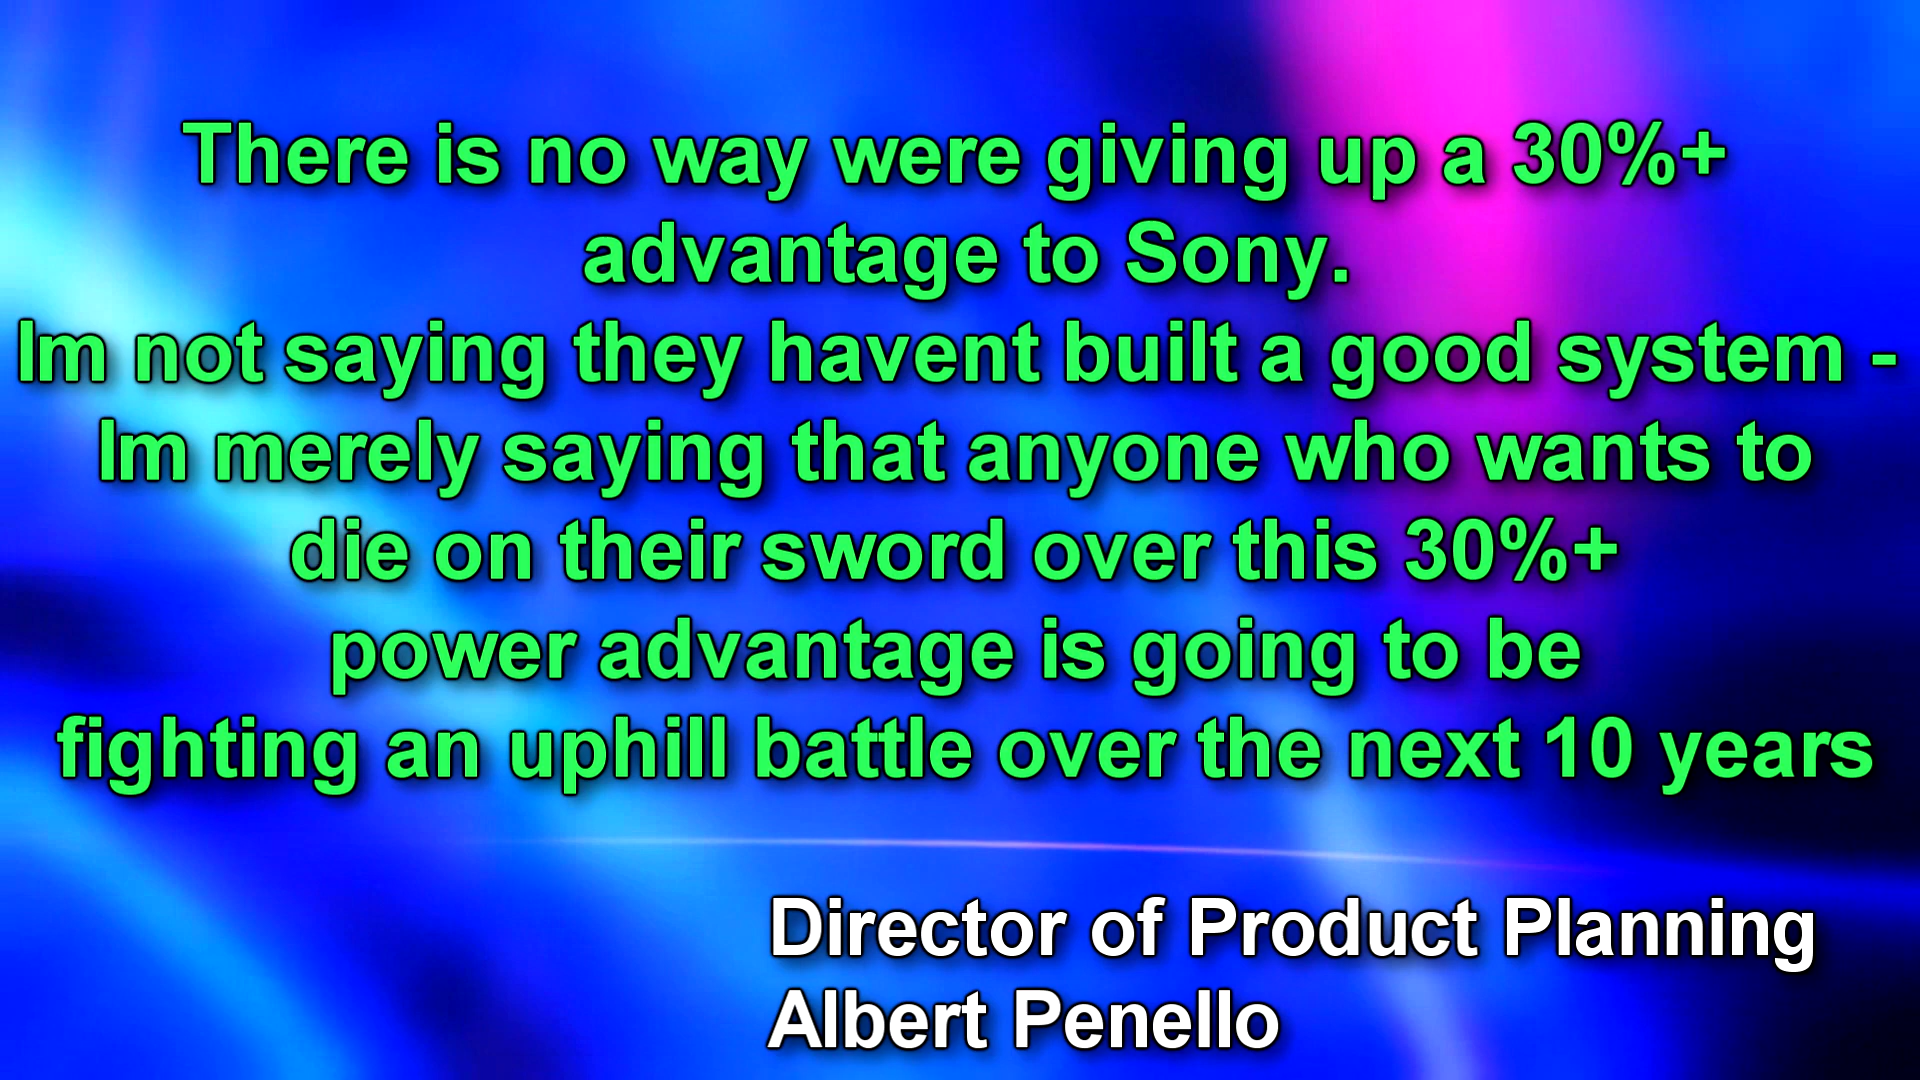 There is no way were giving up a 30%+
advantage to Sony.
Im not saying they havent built a good system -
Im merely saying that anyone who wants to
die on their sword over this 30%+
power advantage is going to be
fighting an uphill battle over the next 10 years
Director of Product Planning
Albert Penello